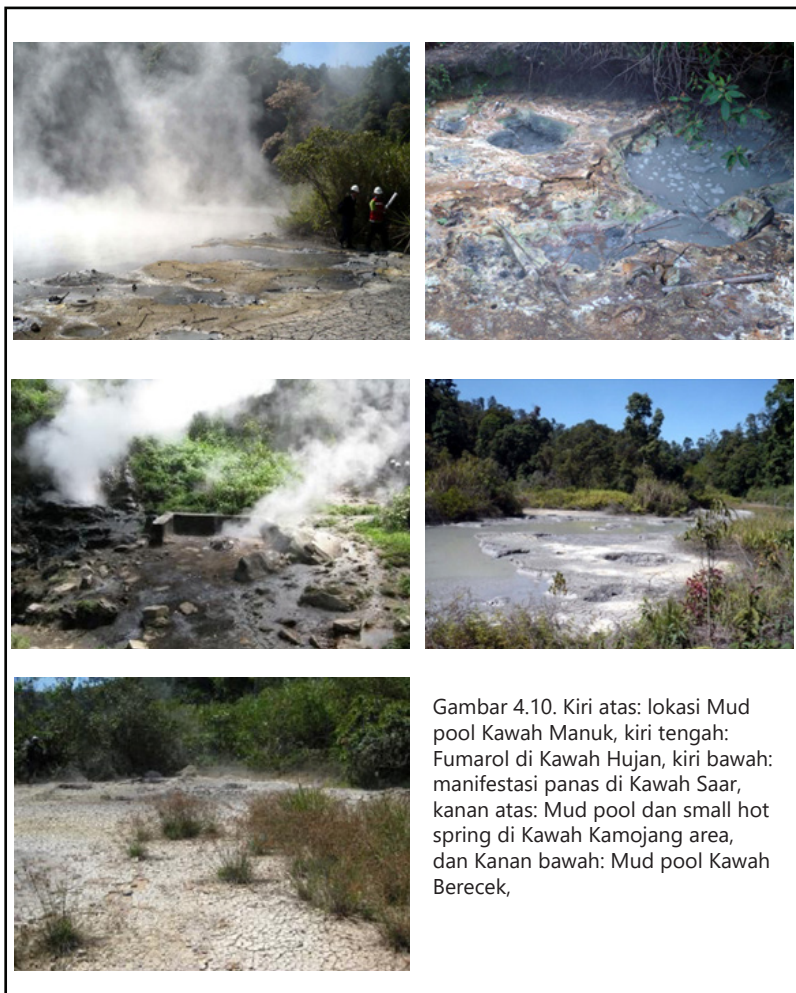 Gambar 4.10. Kiri atas: lokasi Mud
pool Kawah Manuk, kiri tengah:
Fumarol di Kawah Hujan, kiri bawah:
manifestasi panas di Kawah Saar,
kanan atas: Mud pool dan small hot
spring di Kawah Kamojang area,
dan Kanan bawah: Mud pool Kawah
Berecek,